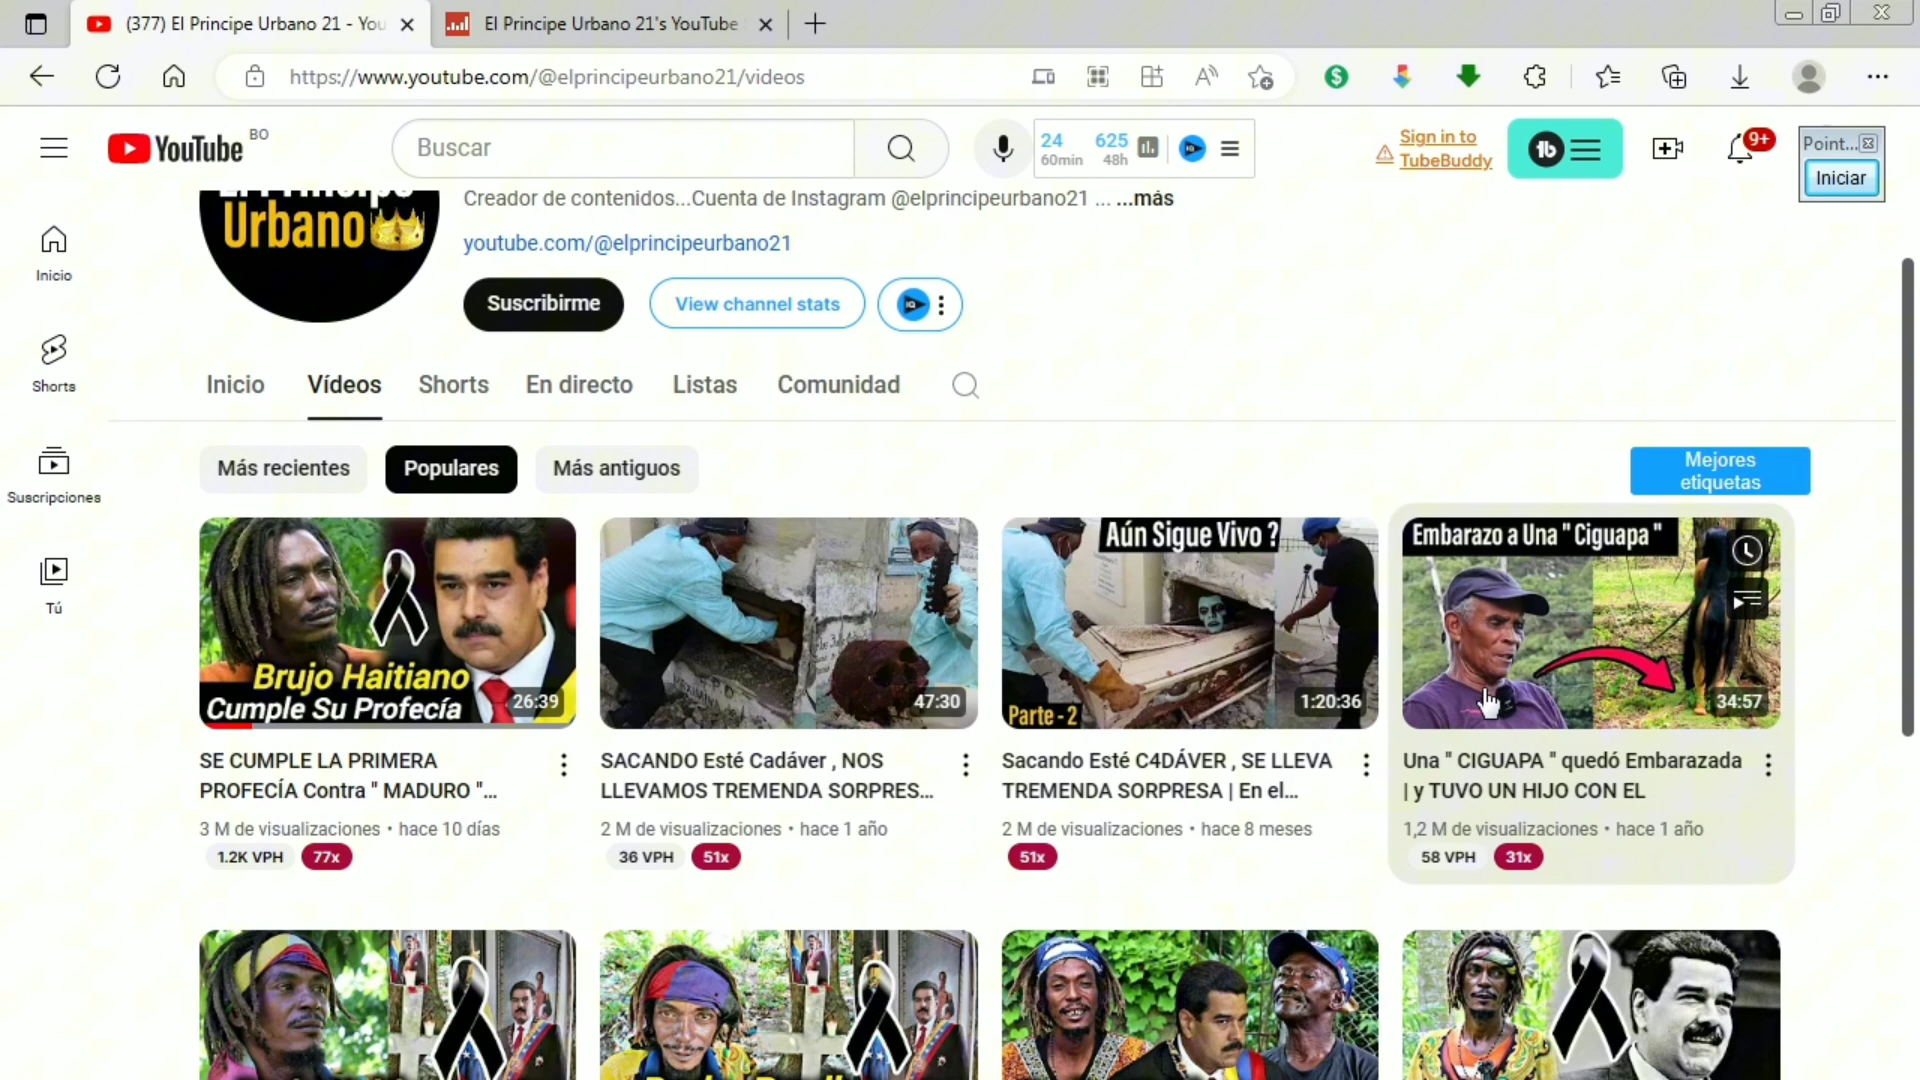 (377) El Principe Urbano 21 - You
El Principe Urbano 21's YouTube
https://www.youtube.com/@elprincipeurbano21/videos
YouTube BO
Buscar
24 625
60min 48h
Sign in to
TubeBuddy
9+
Point...
Iniciar
Urbano
Creador de contenidos...Cuenta de Instagram @elprincipeurbano21 ... ...más
youtube.com/@elprincipeurbano21
Suscribirme
View channel stats
Inicio
Shorts
Suscripciones
Tú
Inicio Vídeos Shorts En directo Listas Comunidad
Más recientes Populares Más antiguos
Mejores
etiquetas
Brujo Haitiano
Cumple Su Profecía
26:39
47:30
Aún Sigue Vivo ?
Parte - 2
1:20:36
Embarazo a Una " Ciguapa "
34:57
SE CUMPLE LA PRIMERA
PROFECÍA Contra " MADURO "...
3 M de visualizaciones • hace 10 días
1.2K VPH 77x
SACANDO Esté Cadáver , NOS
LLEVAMOS TREMENDA SORPRES...
2 M de visualizaciones • hace 1 año
36 VPH 51x
Sacando Esté C4DÁVER , SE LLEVA
TREMENDA SORPRESA | En el...
2 M de visualizaciones • hace 8 meses
51x
Una " CIGUAPA " quedó Embarazada
| y TUVO UN HIJO CON EL
1,2 M de visualizaciones • hace 1 año
58 VPH 31x